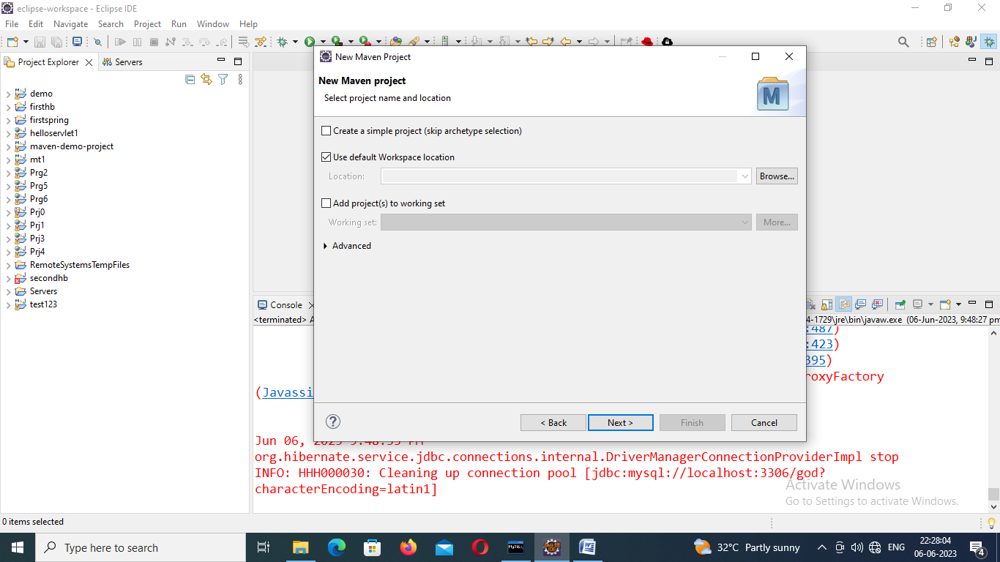 eclipse-workspace - Eclipse IDE
File Edit Navigate Search Project Run Window Help
Project Explorer
Servers
demo
firsthb
firstspring
helloservlet1
maven-demo-project
mt1
Prg2
Prg5
Prg6
Prj0
Prj1
Prj3
Prj4
RemoteSystemsTempFiles
secondhb
Servers
test123
New Maven Project
New Maven project
Select project name and location
M
Create a simple project (skip archetype selection)
Use default Workspace location
Location:
Browse...
Add project(s) to working set
Working set:
More...
Advanced
?
< Back
Next >
Finish
Cancel
Console
<terminated> A
4-1729\jre\bin\javaw.exe (06-Jun-2023, 9:48:27 pm
:487)
:423)
395)
roxyFactory
(Javassi
Jun 06, 2023 9:48:35 PM
org.hibernate.service.jdbc.connections.internal.DriverManagerConnectionProviderImpl stop
INFO: HHH000030: Cleaning up connection pool [jdbc:mysql://localhost:3306/god?
characterEncoding=latin1]
Activate Windows
Go to Settings to activate Windows.
0 items selected
Type here to search
32°C Partly sunny
ENG
22:28:04
06-06-2023
4